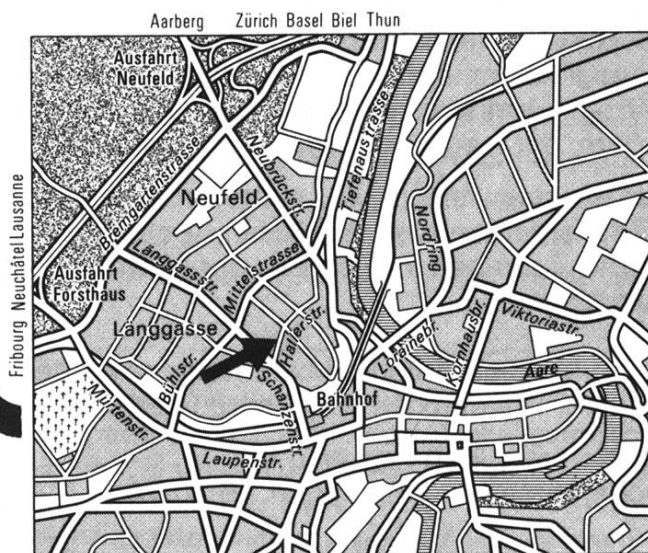 Aarberg Zürich Basel Biel Thun
Fribourg Neuchâtel Lausanne
Ausfahrt
Neufeld
Bremgartenstrasse
Neubrückstr.
Tiefenaustrasse
Neufeld
Nordring
Länggassstr.
Mittelstrasse
Ausfahrt
Forsthaus
Länggasse
Hallerstr.
Bühlstr.
Lorrainebr.
Kornhausbr.
Viktoriastr.
Aare
Murtenstr.
Schanzenstr.
Bahnhof
Laupenstr.